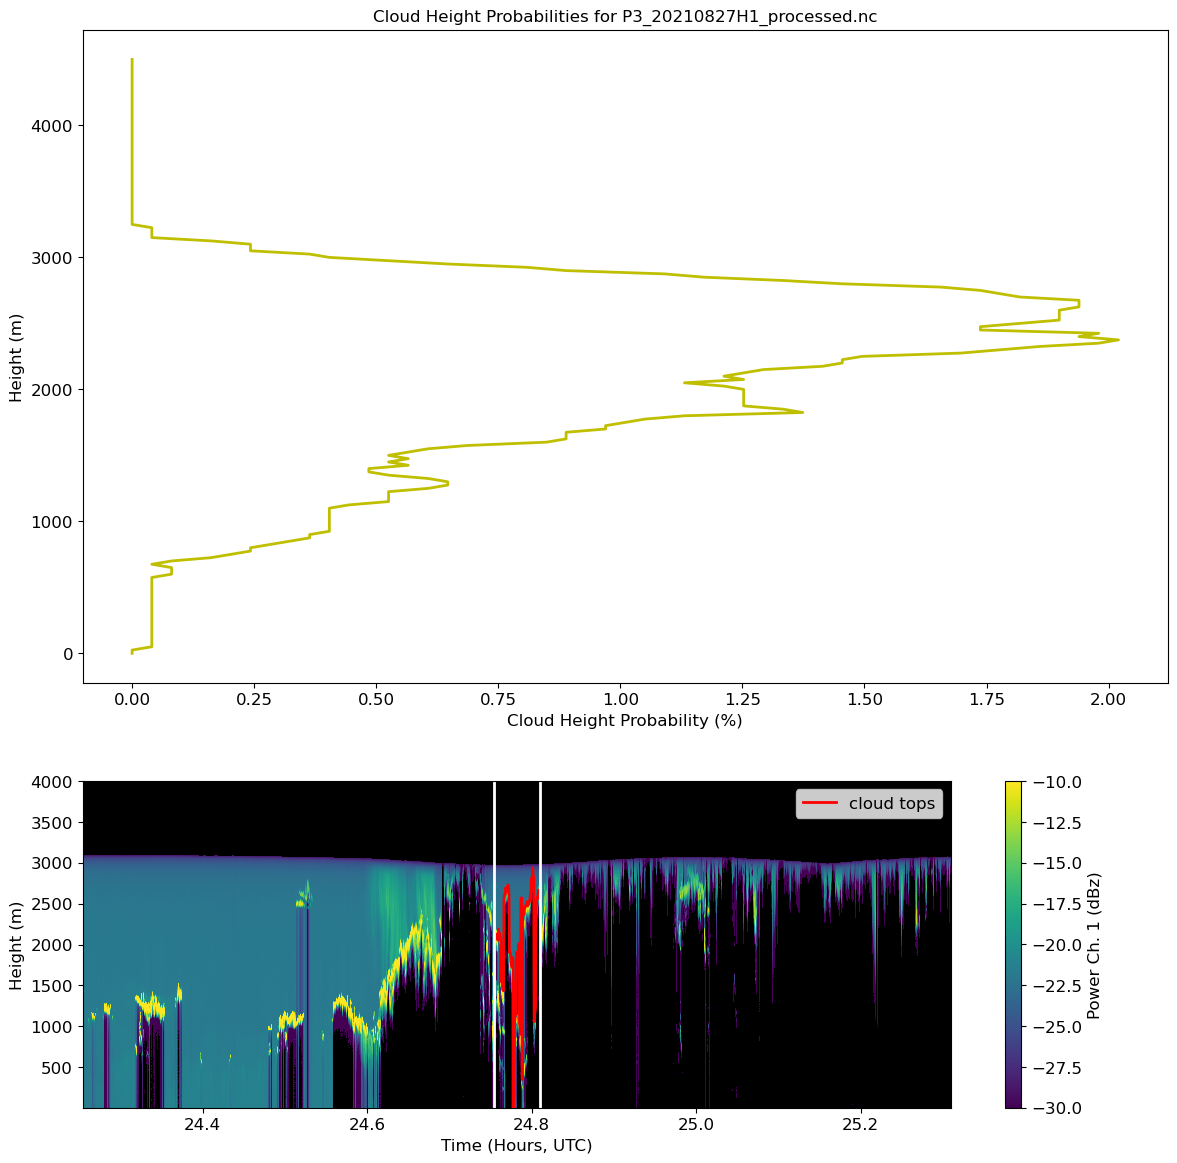 Cloud Height Probabilities for P3_20210827H1_processed.nc
4000
3000
2000
1000
0
Height (m)
0.00 0.25 0.50 0.75 1.00 1.25 1.50 1.75 2.00
Cloud Height Probability (%)
4000
3500
3000
2500
2000
1500
1000
500
Height (m)
cloud tops
24.4 24.6 24.8 25.0 25.2
Time (Hours, UTC)
−10.0
−12.5
−15.0
−17.5
−20.0
−22.5
−25.0
−27.5
−30.0
Power Ch. 1 (dBz)